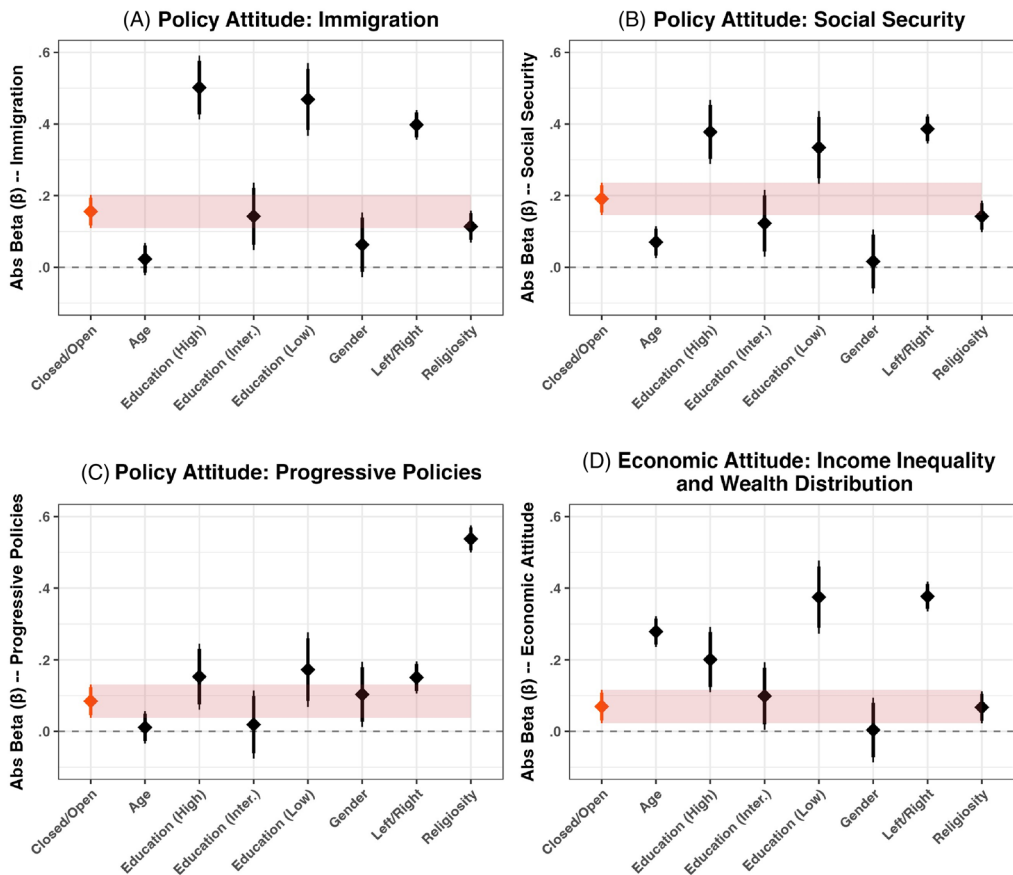 (A) Policy Attitude: Immigration
Abs Beta (β) -- Immigration
.6
.4
.2
.0
Closed/Open
Age
Education (High)
Education (Inter.)
Education (Low)
Gender
Left/Right
Religiosity
(B) Policy Attitude: Social Security
Abs Beta (β) -- Social Security
.6
.4
.2
.0
Closed/Open
Age
Education (High)
Education (Inter.)
Education (Low)
Gender
Left/Right
Religiosity
(C) Policy Attitude: Progressive Policies
Abs Beta (β) -- Progressive Policies
.6
.4
.2
.0
Closed/Open
Age
Education (High)
Education (Inter.)
Education (Low)
Gender
Left/Right
Religiosity
(D) Economic Attitude: Income Inequality
and Wealth Distribution
Abs Beta (β) -- Economic Attitude
.6
.4
.2
.0
Closed/Open
Age
Education (High)
Education (Inter.)
Education (Low)
Gender
Left/Right
Religiosity